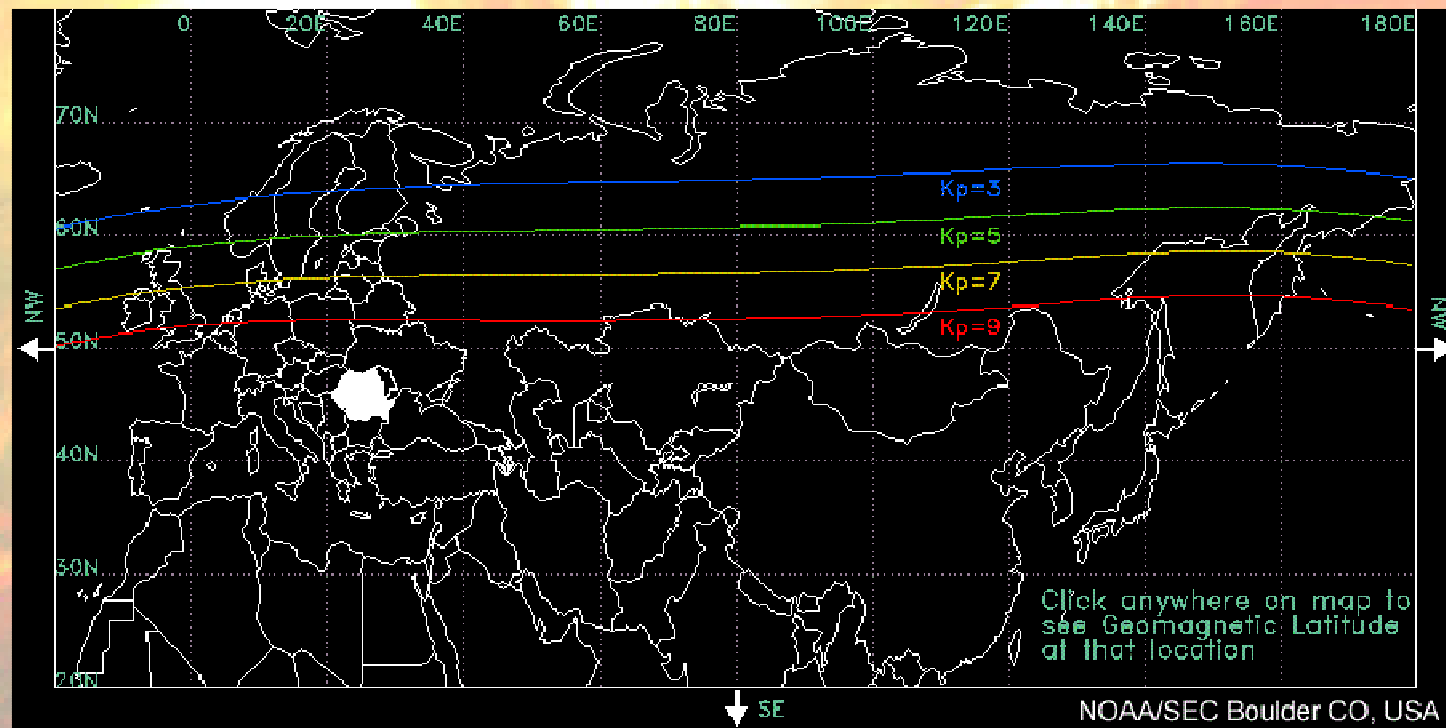 0 20E 40E 60E 80E 100E 120E 140E 160E 180E
70N
Kp=3
60N
Kp=5
Kp=7
NW
Kp=9
50N
40N
30N
Click anywhere on map to
see Geomagnetic Latitude
at that location
20N
SE
NOAA/SEC Boulder CO, USA